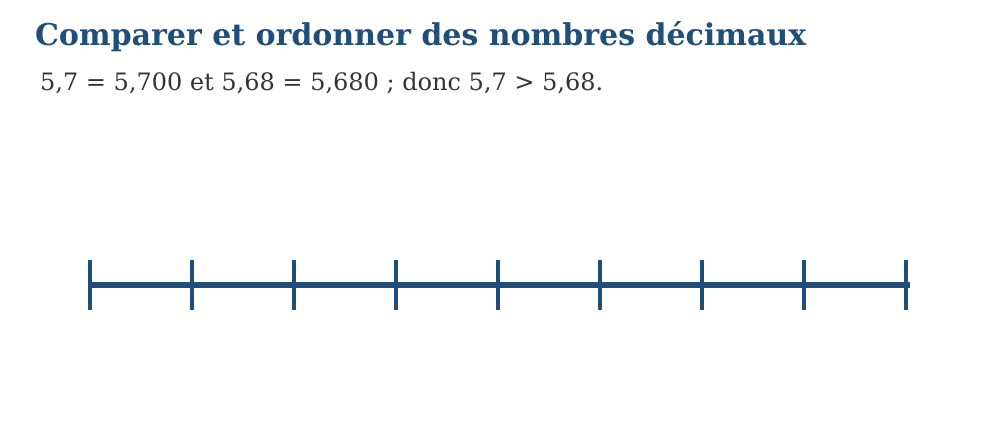 Comparer et ordonner des nombres décimaux
5,7 = 5,700 et 5,68 = 5,680 ; donc 5,7 > 5,68.